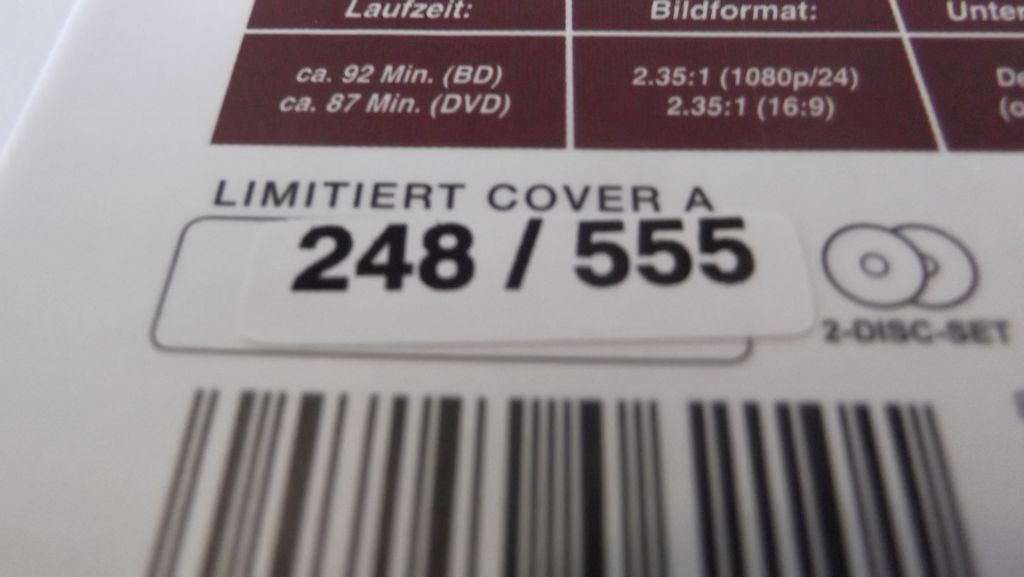 Laufzeit: Bildformat:
ca. 92 Min. (BD) 2.35:1 (1080p/24)
ca. 87 Min. (DVD) 2.35:1 (16:9)
LIMITIERT COVER A
248 / 555
2-DISC-SET